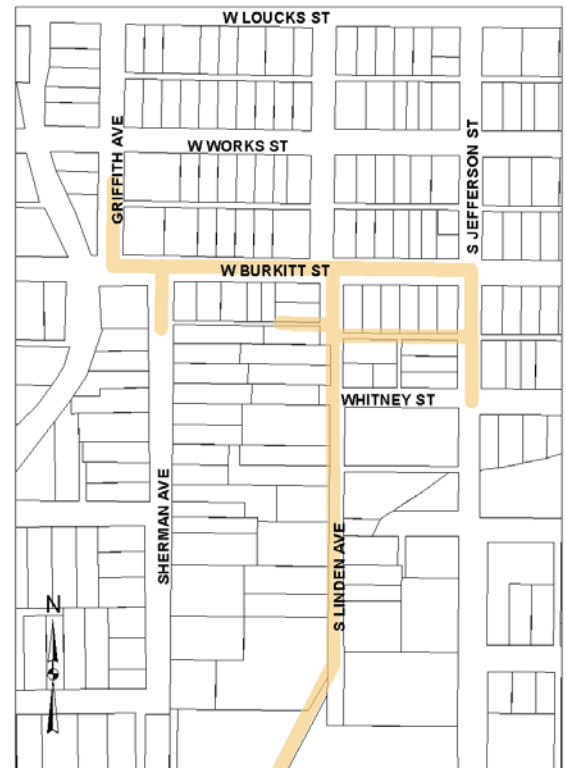 W LOUCKS ST
GRIFFITH AVE
W WORKS ST
S JEFFERSON ST
W BURKITT ST
WHITNEY ST
SHERMAN AVE
S LINDEN AVE
N